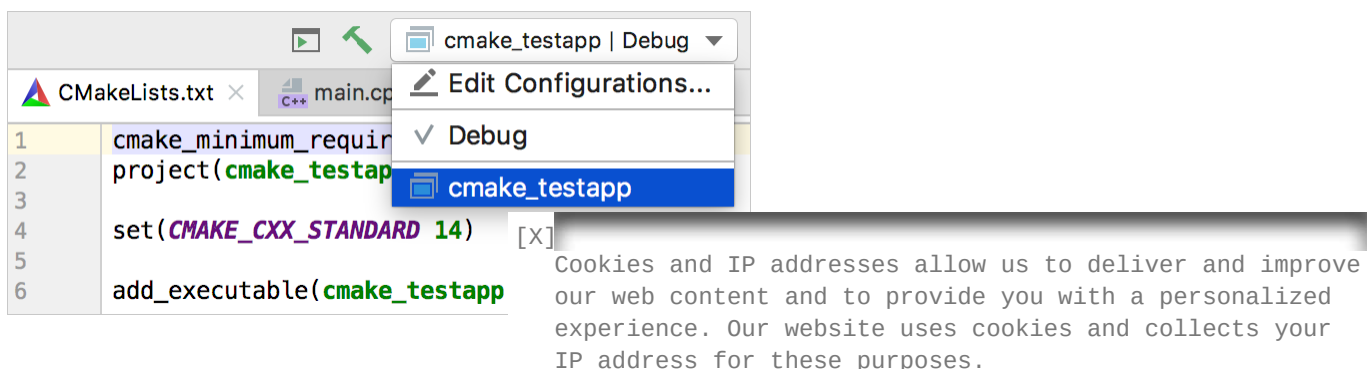 cmake_testapp | Debug
Edit Configurations...
Debug
cmake_testapp
CMakeLists.txt
C++ main.cp
1 cmake_minimum_requir
2 project(cmake_testap
3
4 set(CMAKE_CXX_STANDARD 14)
5
6 add_executable(cmake_testapp
[X]
Cookies and IP addresses allow us to deliver and improve
our web content and to provide you with a personalized
experience. Our website uses cookies and collects your
IP address for these purposes.